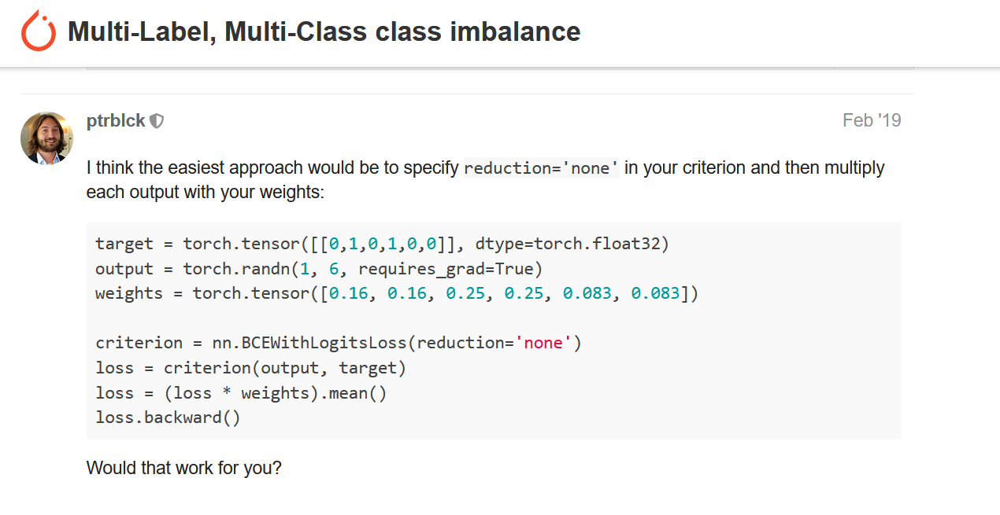 Multi-Label, Multi-Class class imbalance
ptrblck
Feb '19
I think the easiest approach would be to specify reduction='none' in your criterion and then multiply
each output with your weights:
target = torch.tensor([[0,1,0,1,0,0]], dtype=torch.float32)
output = torch.randn(1, 6, requires_grad=True)
weights = torch.tensor([0.16, 0.16, 0.25, 0.25, 0.083, 0.083])
criterion = nn.BCEWithLogitsLoss(reduction='none')
loss = criterion(output, target)
loss = (loss * weights).mean()
loss.backward()
Would that work for you?